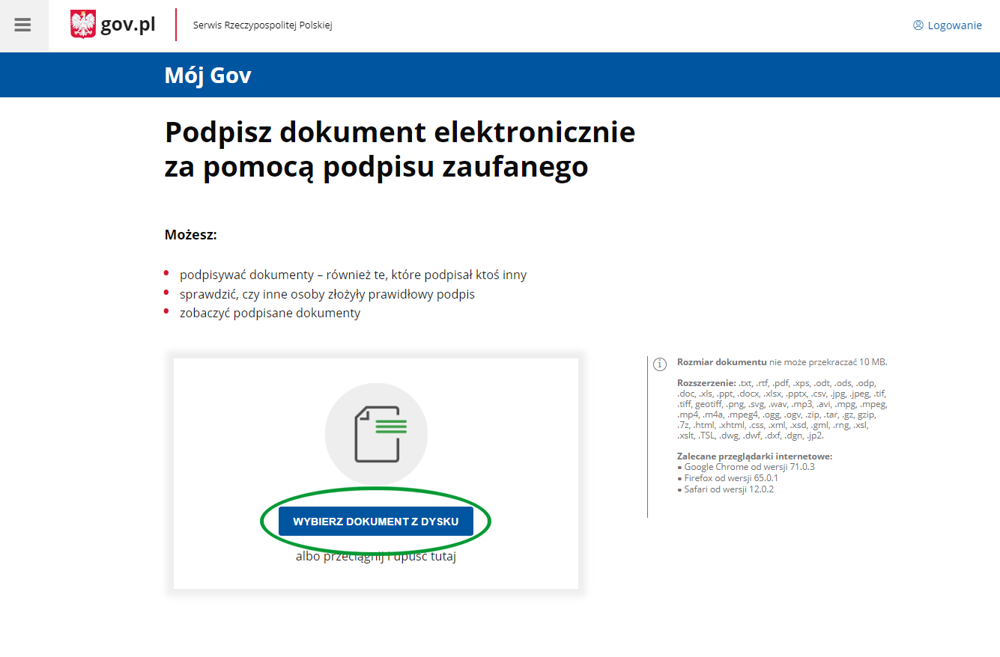 gov.pl
Serwis Rzeczypospolitej Polskiej
Logowanie
Mój Gov
Podpisz dokument elektronicznie
za pomocą podpisu zaufanego
Możesz:
• podpisywać dokumenty – również te, które podpisał ktoś inny
• sprawdzić, czy inne osoby złożyły prawidłowy podpis
• zobaczyć podpisane dokumenty
WYBIERZ DOKUMENT Z DYSKU
albo przeciągnij i upuść tutaj
Rozmiar dokumentu nie może przekraczać 10 MB.
Rozszerzenie: .txt, .rtf, .pdf, .xps, .odt, .ods, .odp,
.doc, .xls, .ppt, .docx, .xlsx, .pptx, .csv, .jpg, .jpeg, .tif,
.tiff, geotiff, .png, .svg, .wav, .mp3, .avi, .mpg, .mpeg,
.mp4, .m4a, .mpeg4, .ogg, .ogv, .zip, .tar, .gz, gzip,
.7z, .html, .xhtml, .css, .xml, .xsd, .gml, .rng, .xsl,
.xslt, .TSL, .dwg, .dwf, .dxf, .dgn, .jp2.
Zalecane przeglądarki internetowe:
• Google Chrome od wersji 71.0.3
• Firefox od wersji 65.0.1
• Safari od wersji 12.0.2